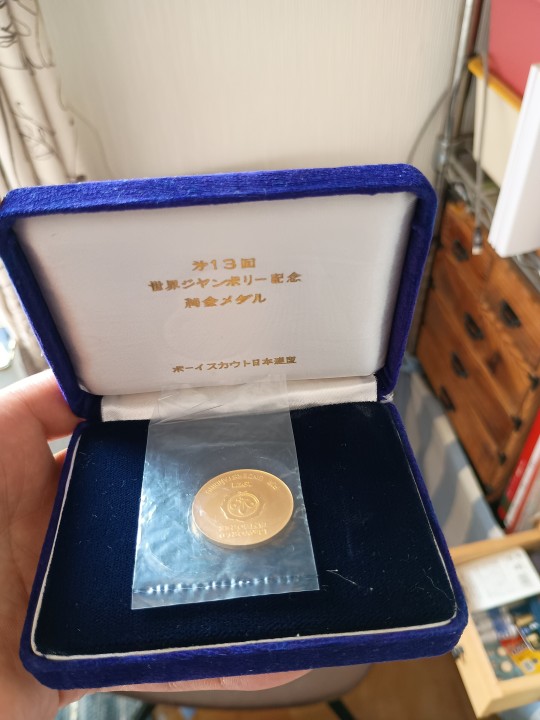 第13回
世界ジャンボリー記念
純金メダル
ボーイスカウト日本連盟